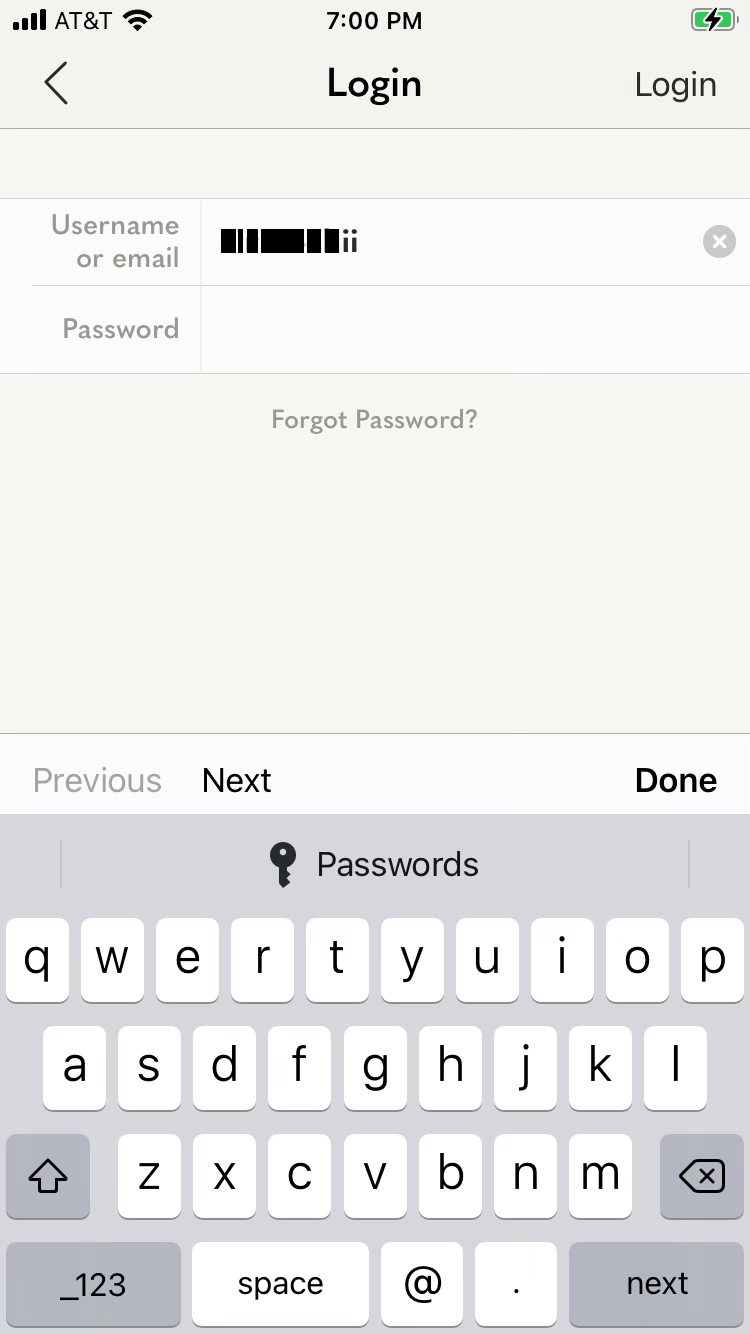 AT&T 7:00 PM
Login Login
Username
or email
ii
Password
Forgot Password?
Previous Next Done
Passwords
q w e r t y u i o p
a s d f g h j k l
z x c v b n m
_123 space @ . next